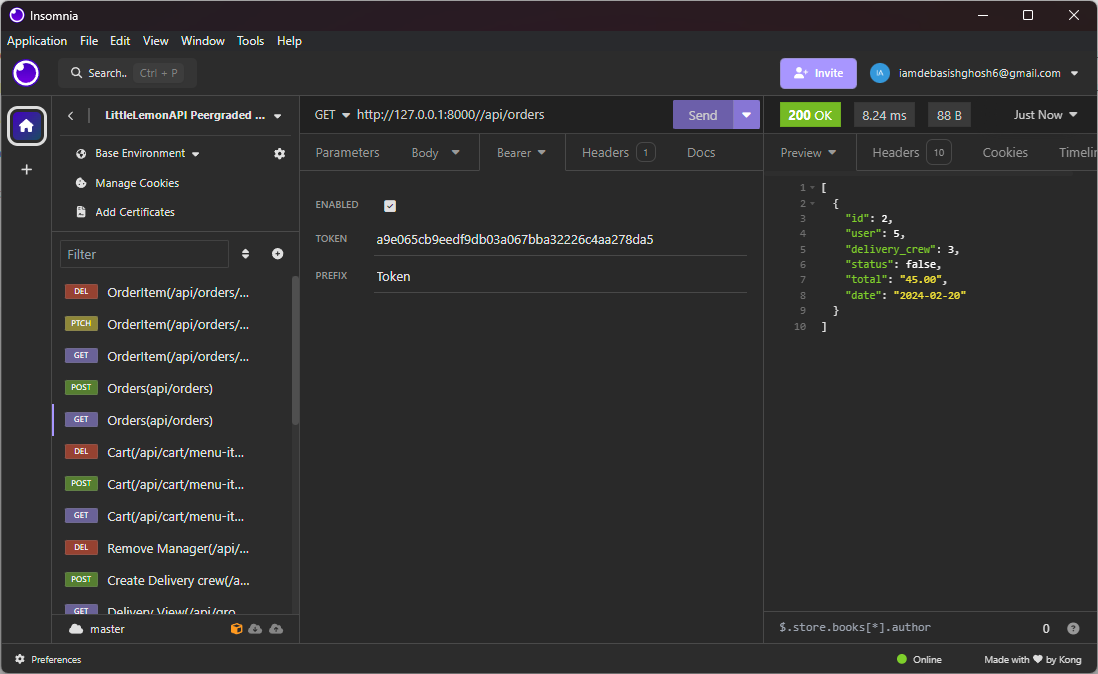 Insomnia
Application File Edit View Window Tools Help
Search.. Ctrl + P
Invite
IA
iamdebasishghosh6@gmail.com
LittleLemonAPI Peergraded ...
Base Environment
Manage Cookies
Add Certificates
Filter
DEL OrderItem(/api/orders/...
PTCH OrderItem(/api/orders/...
GET OrderItem(/api/orders/...
POST Orders(api/orders)
GET Orders(api/orders)
DEL Cart(/api/cart/menu-it...
POST Cart(/api/cart/menu-it...
GET Cart(/api/cart/menu-it...
DEL Remove Manager(/api/...
POST Create Delivery crew(/a...
GET Delivery View(/api/gro...
master
GET http://127.0.0.1:8000//api/orders Send
Parameters Body Bearer Headers 1 Docs
ENABLED
TOKEN a9e065cb9eedf9db03a067bba32226c4aa278da5
PREFIX Token
200 OK 8.24 ms 88 B Just Now
Preview Headers 10 Cookies Timelin
1 [
2 {
3 "id": 2,
4 "user": 5,
5 "delivery_crew": 3,
6 "status": false,
7 "total": "45.00",
8 "date": "2024-02-20"
9 }
10 ]
$.store.books[*].author 0 ?
Preferences
Online
Made with ♥ by Kong